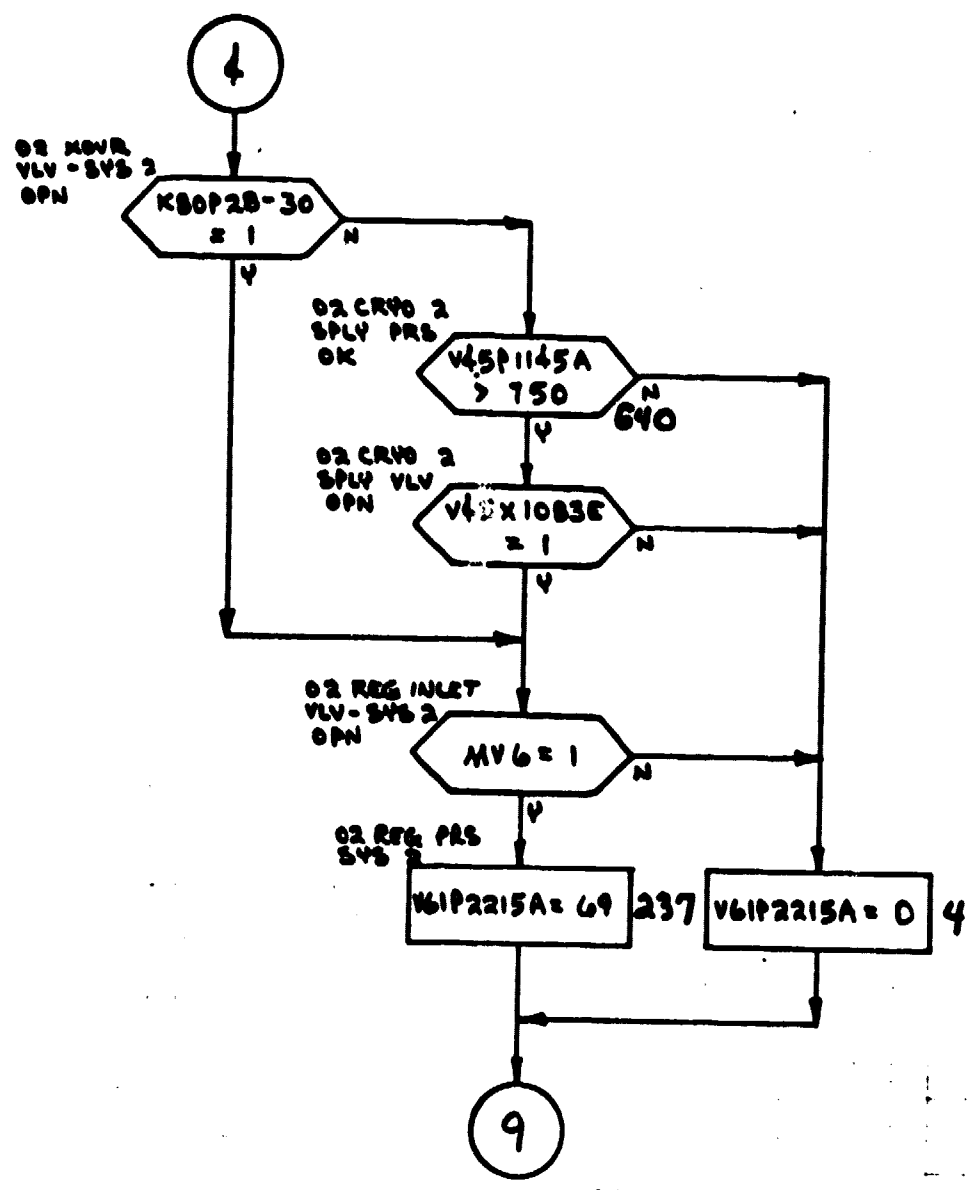 4
O2 XOVR
VLV - SYS 2
OPN
K80P2B-30
= 1
N
Y
O2 CRYO 2
SPLY PRS
OK
V45P1145A
> 750
N
640
Y
O2 CRYO 2
SPLY VLV
OPN
X1083E
= 1
N
Y
O2 REG INLET
VLV - SYS 2
OPN
MV6 = 1
N
Y
O2 REG PRS
SYS 2
V61P2215A = 69
237
V61P2215A = 0
4
9